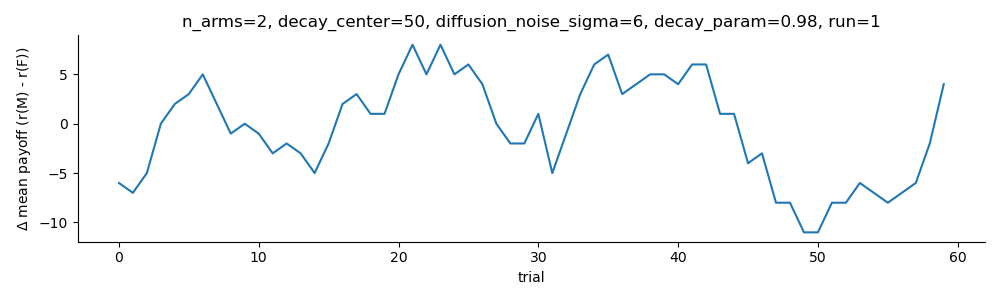 n_arms=2, decay_center=50, diffusion_noise_sigma=6, decay_param=0.98, run=1
Δ mean payoff (r(M) - r(F))
5
0
−5
−10
0 10 20 30 40 50 60
trial